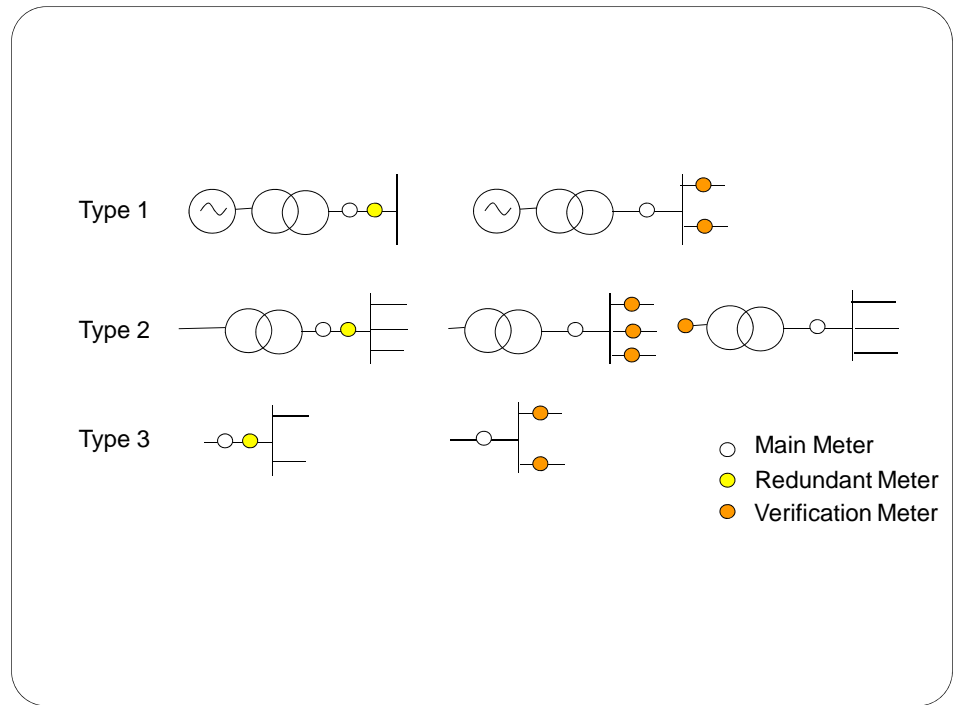 Type 1
Type 2
Type 3
Main Meter
Redundant Meter
Verification Meter